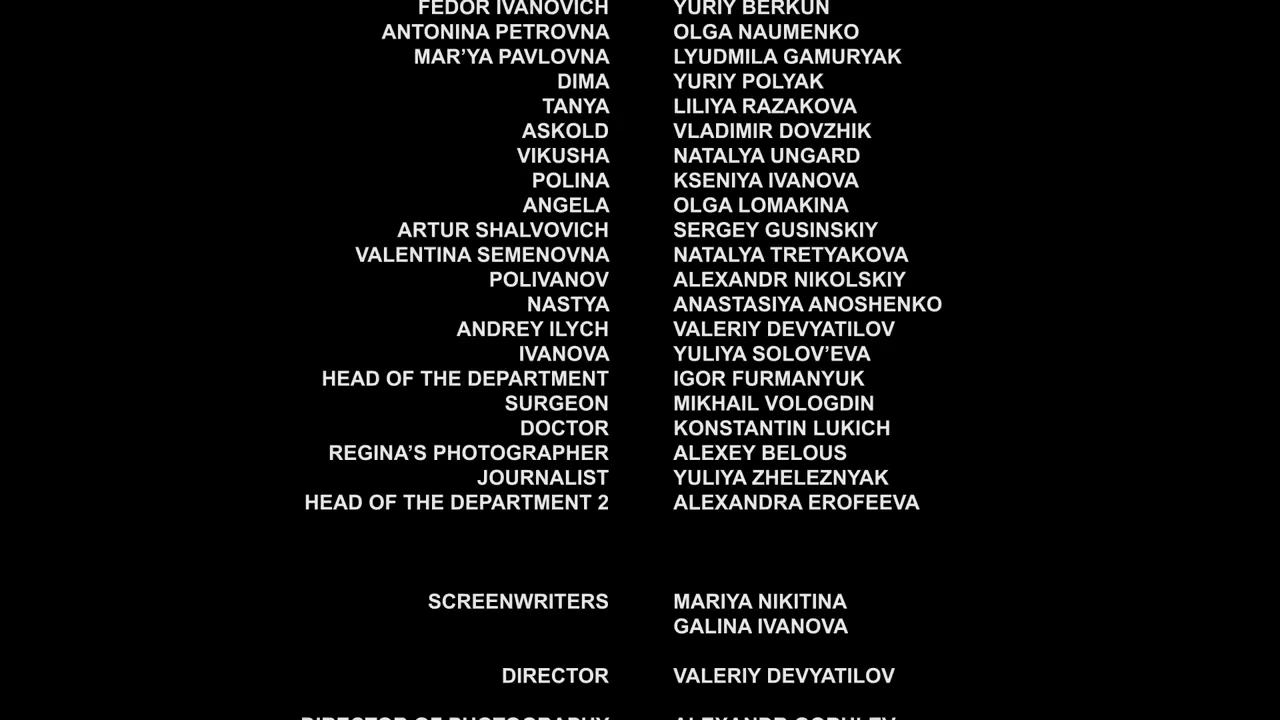 FEDOR IVANOVICH YURIY BERKUN
ANTONINA PETROVNA OLGA NAUMENKO
MAR’YA PAVLOVNA LYUDMILA GAMURYAK
DIMA YURIY POLYAK
TANYA LILIYA RAZAKOVA
ASKOLD VLADIMIR DOVZHIK
VIKUSHA NATALYA UNGARD
POLINA KSENIYA IVANOVA
ANGELA OLGA LOMAKINA
ARTUR SHALVOVICH SERGEY GUSINSKIY
VALENTINA SEMENOVNA NATALYA TRETYAKOVA
POLIVANOV ALEXANDR NIKOLSKIY
NASTYA ANASTASIYA ANOSHENKO
ANDREY ILYCH VALERIY DEVYATILOV
IVANOVA YULIYA SOLOV’EVA
HEAD OF THE DEPARTMENT IGOR FURMANYUK
SURGEON MIKHAIL VOLOGDIN
DOCTOR KONSTANTIN LUKICH
REGINA’S PHOTOGRAPHER ALEXEY BELOUS
JOURNALIST YULIYA ZHELEZNYAK
HEAD OF THE DEPARTMENT 2 ALEXANDRA EROFEEVA
SCREENWRITERS MARIYA NIKITINA
GALINA IVANOVA
DIRECTOR VALERIY DEVYATILOV
DIRECTOR OF PHOTOGRAPHY ALEXANDR